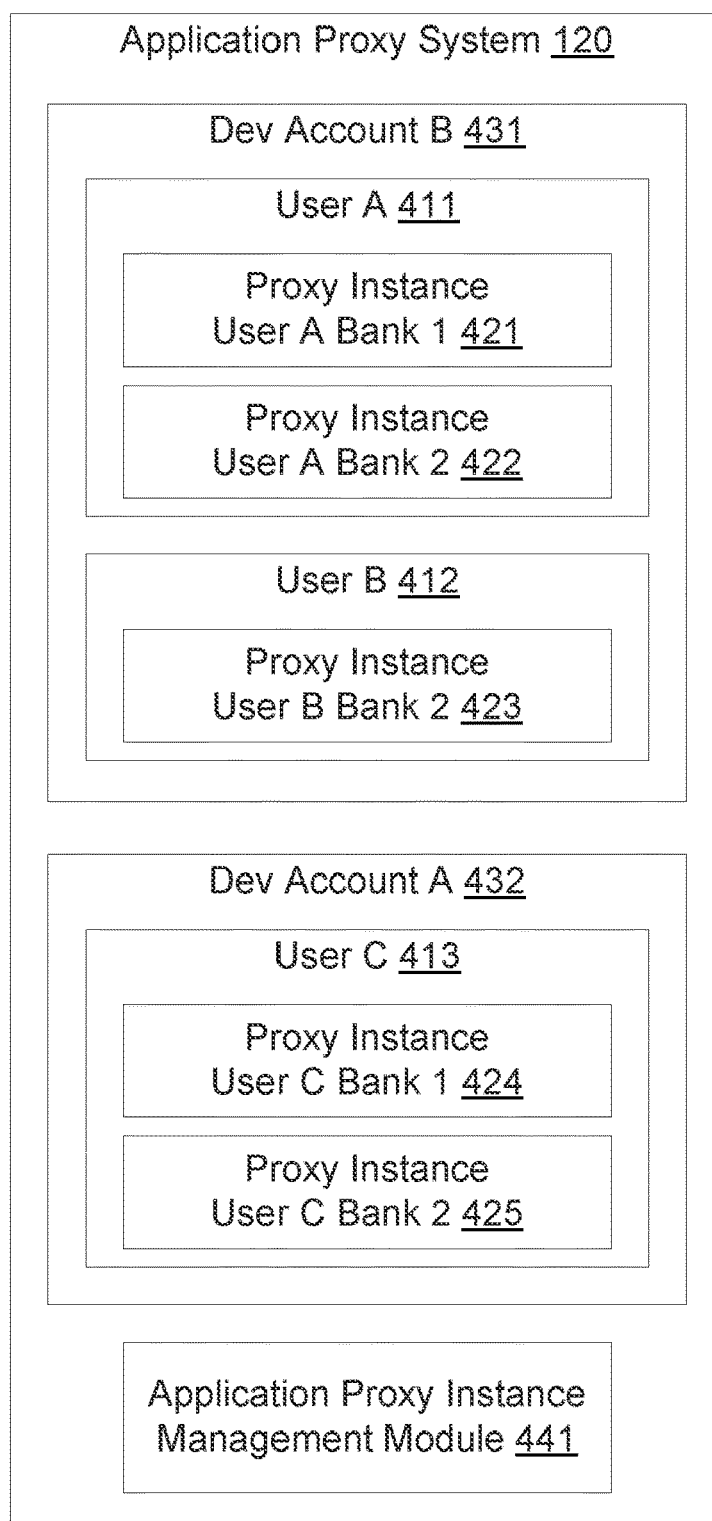 Application Proxy System 120
Dev Account B 431
User A 411
Proxy Instance
User A Bank 1 421
Proxy Instance
User A Bank 2 422
User B 412
Proxy Instance
User B Bank 2 423
Dev Account A 432
User C 413
Proxy Instance
User C Bank 1 424
Proxy Instance
User C Bank 2 425
Application Proxy Instance
Management Module 441